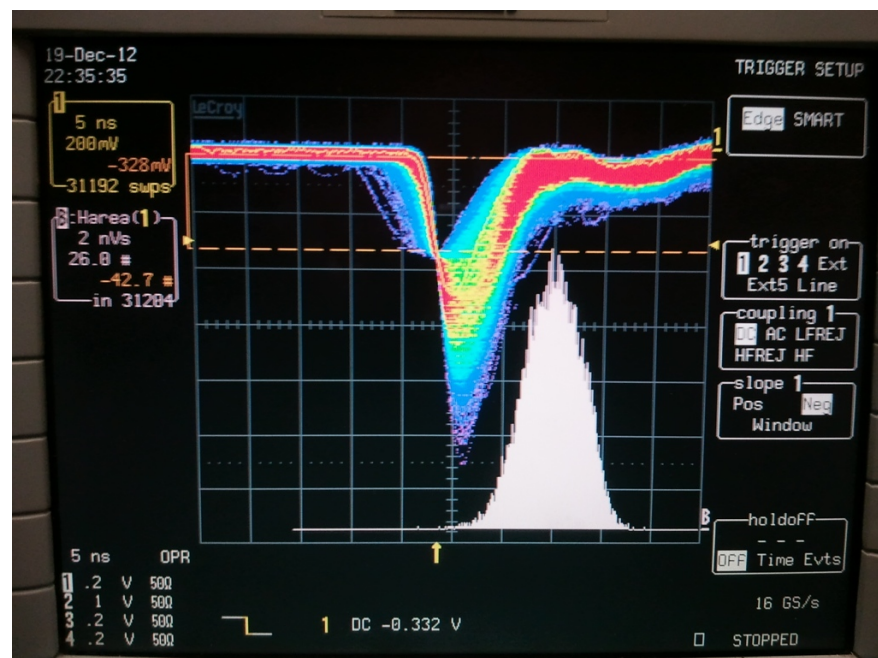 19-Dec-12
22:35:35
TRIGGER SETUP
LeCroy
1
5 ns
200mV
-328mV
31192 swps
1
Edge SMART
B:Harea(1)
2 nVs
26.0 #
-42.7 #
in 31204
trigger on
1 2 3 4 Ext
Ext5 Line
coupling 1
DC AC LFREJ
HFREJ HF
slope 1
Pos Neg
Window
B
holdoff
- - -
OFF Time Evts
5 ns OPR
1 .2 V 50Ω
2 1 V 50Ω
3 .2 V 50Ω
4 .2 V 50Ω
1 DC -0.332 V
16 GS/s
STOPPED